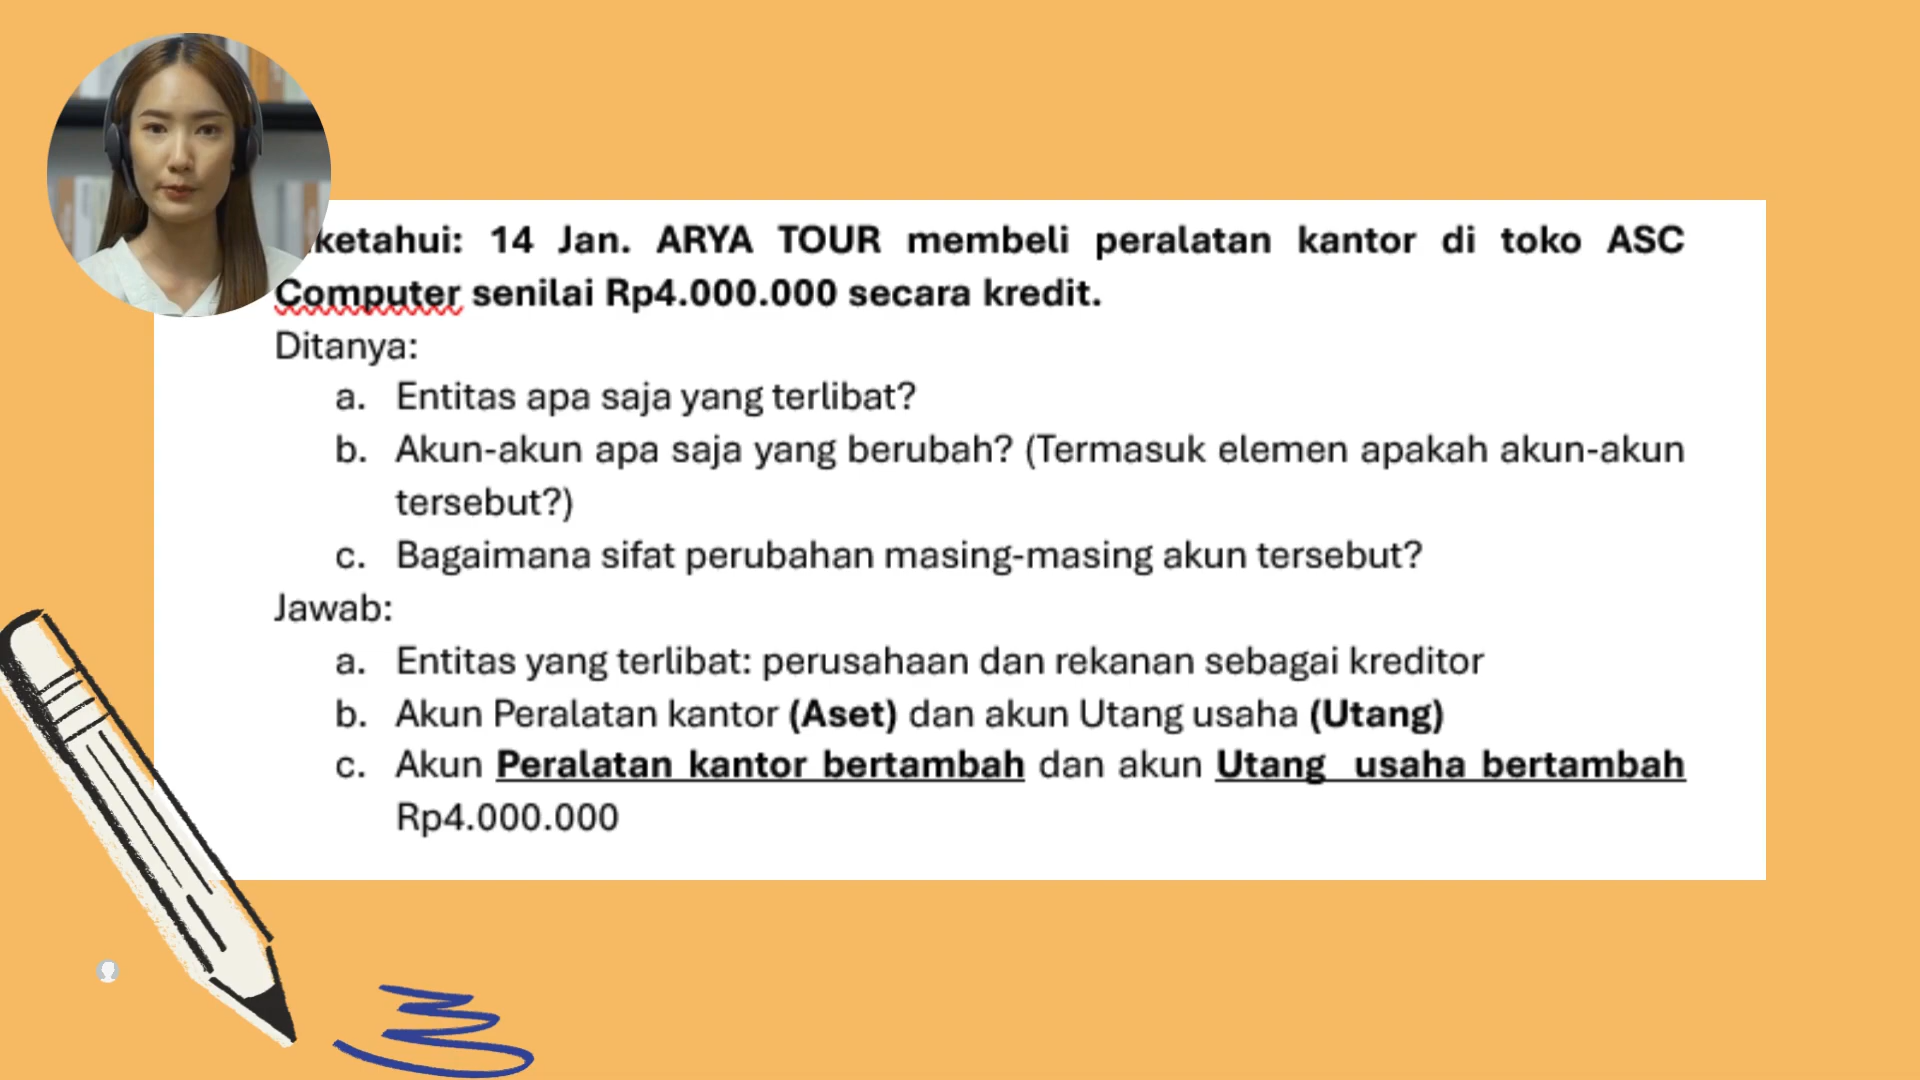 ketahui: 14 Jan. ARYA TOUR membeli peralatan kantor di toko ASC
Computer senilai Rp4.000.000 secara kredit.
Ditanya:
a. Entitas apa saja yang terlibat?
b. Akun-akun apa saja yang berubah? (Termasuk elemen apakah akun-akun
tersebut?)
c. Bagaimana sifat perubahan masing-masing akun tersebut?
Jawab:
a. Entitas yang terlibat: perusahaan dan rekanan sebagai kreditor
b. Akun Peralatan kantor (Aset) dan akun Utang usaha (Utang)
c. Akun Peralatan kantor bertambah dan akun Utang usaha bertambah
Rp4.000.000